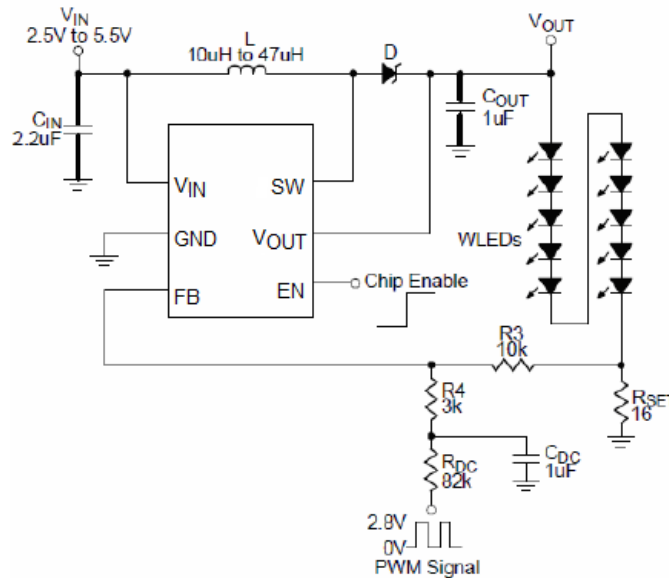 VIN
2.5V to 5.5V
L
10uH to 47uH
D
VOUT
CIN
2.2uF
COUT
1uF
VIN
SW
GND
VOUT
FB
EN
Chip Enable
WLEDs
R3
10k
R4
3k
RSET
16
RDC
82k
CDC
1uF
2.8V
0V
PWM Signal